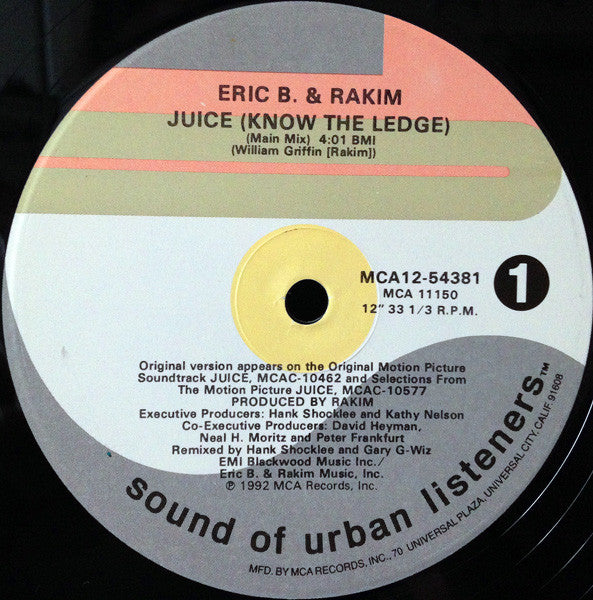 ERIC B. & RAKIM
JUICE (KNOW THE LEDGE)
(Main Mix) 4:01 BMI
(William Griffin [Rakim])
MCA12-54381
MCA 11150
12" 33 1/3 R.P.M.
1
Original version appears on the Original Motion Picture
Soundtrack JUICE, MCAC-10462 and Selections From
The Motion Picture JUICE, MCAC-10577
PRODUCED BY RAKIM
Executive Producers: Hank Shocklee and Kathy Nelson
Co-Executive Producers: David Heyman,
Neal H. Moritz and Peter Frankfurt
Remixed by Hank Shocklee and Gary G-Wiz
EMI Blackwood Music Inc./
Eric B. & Rakim Music, Inc.
℗ 1992 MCA Records, Inc.
sound of urban listeners™
MFD. BY MCA RECORDS, INC., 70 UNIVERSAL PLAZA, UNIVERSAL CITY, CALIF. 91608